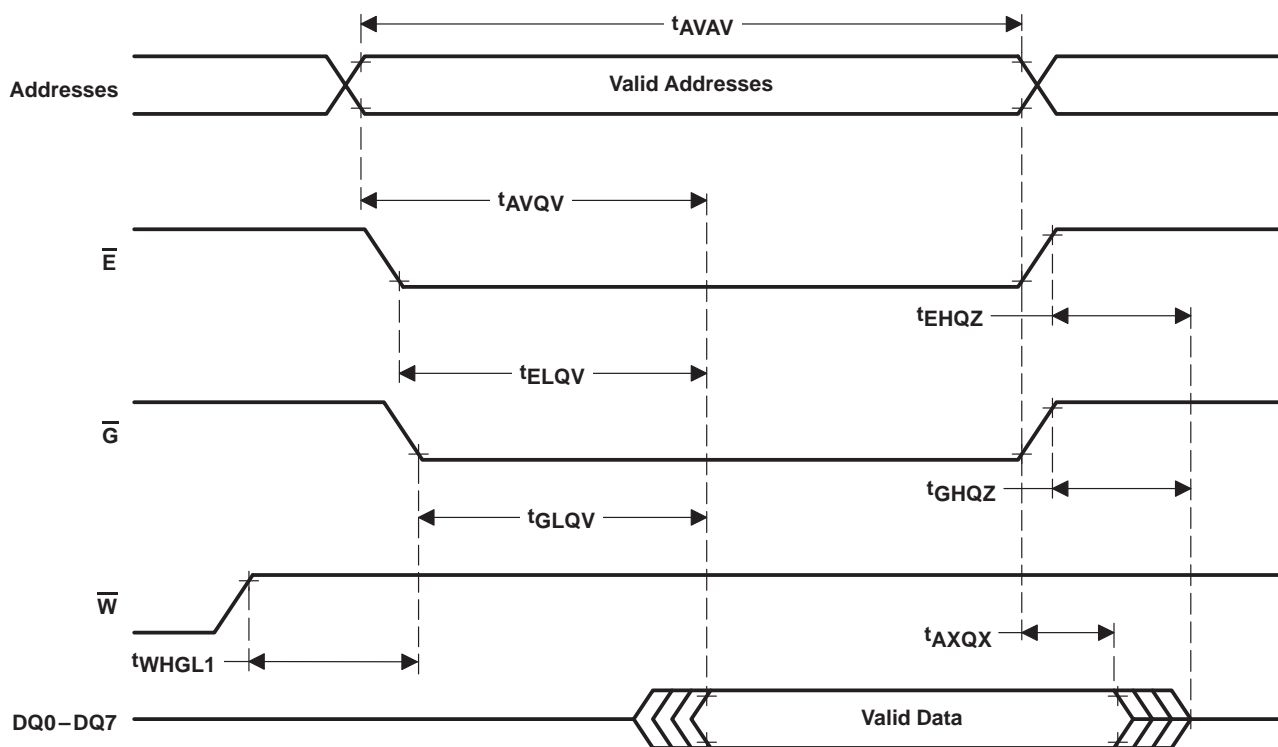 tAVAV
Addresses
Valid Addresses
tAVQV
E
tEHQZ
tELQV
G
tGHQZ
tGLQV
W
tAXQX
tWHGL1
DQ0–DQ7
Valid Data